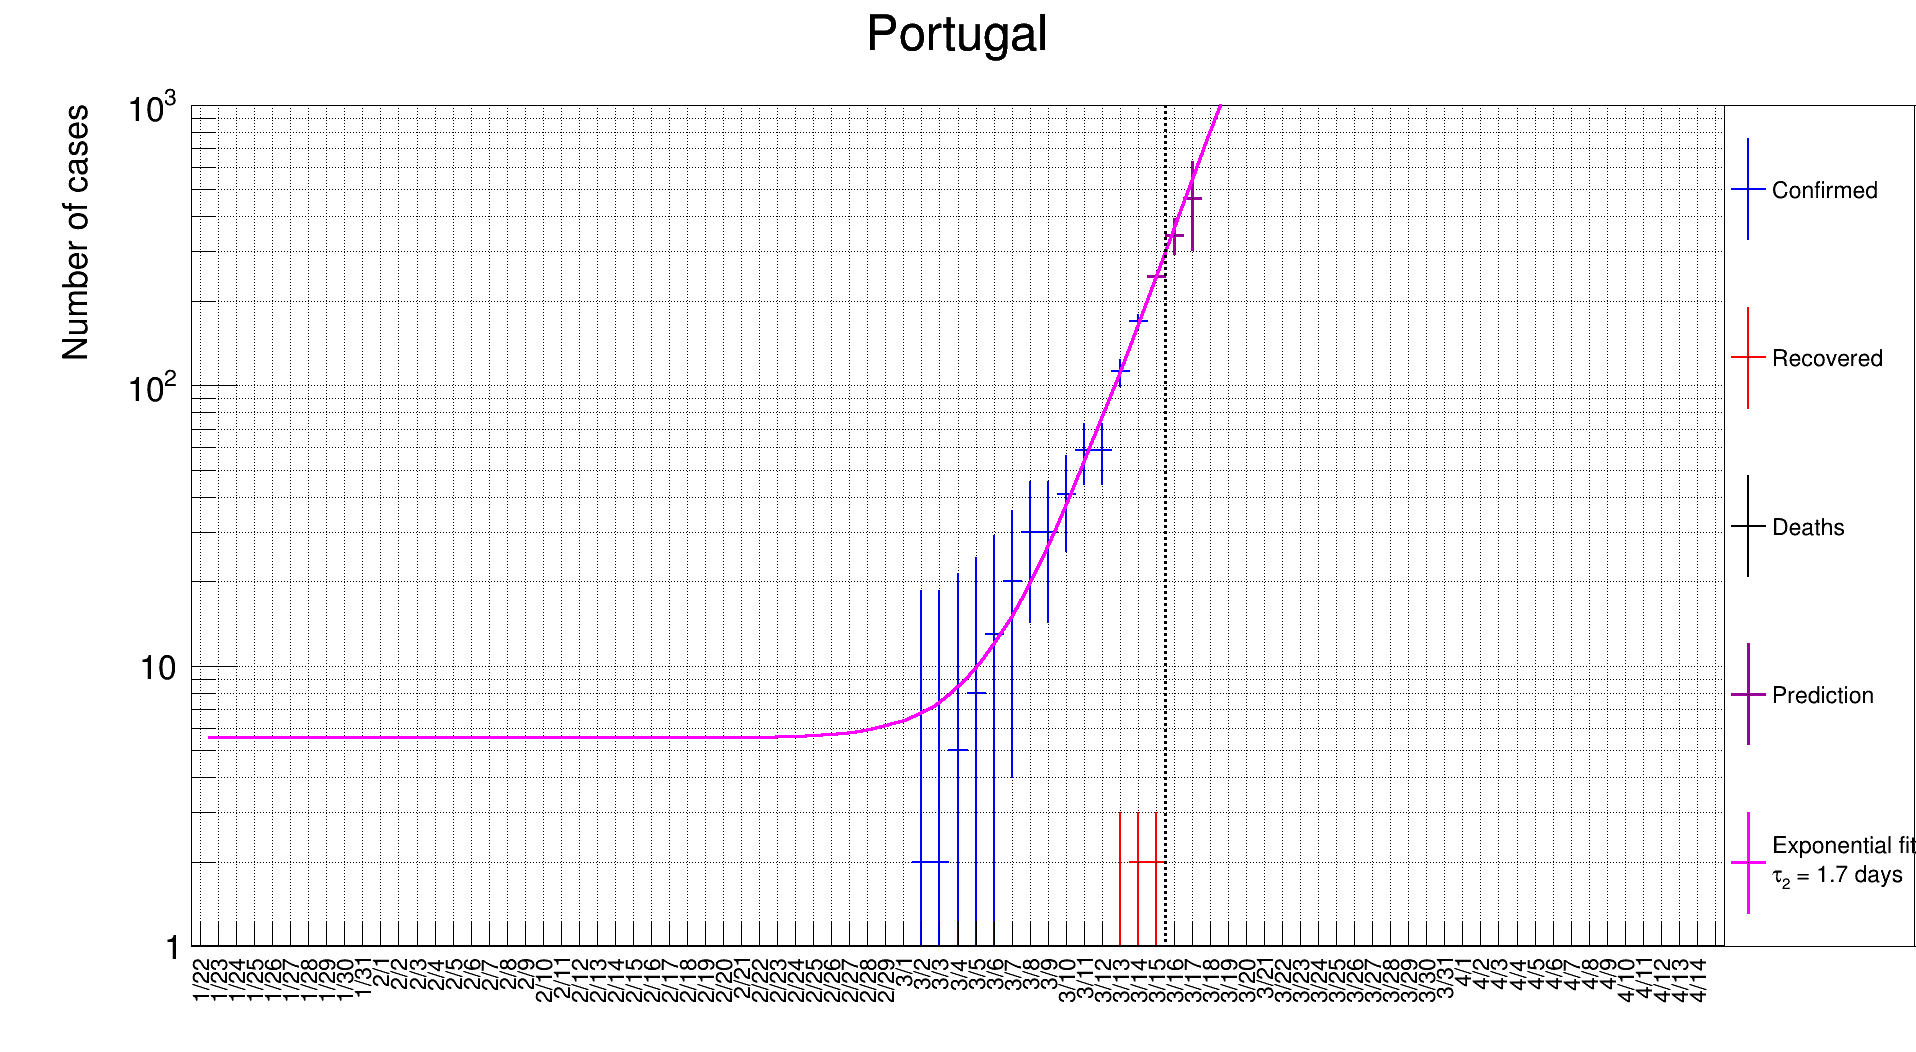 Portugal
Number of cases
10³
10²
10
1
1/22 1/23 1/24 1/25 1/26 1/27 1/28 1/29 1/30 1/31 2/1 2/2 2/3 2/4 2/5 2/6 2/7 2/8 2/9 2/10 2/11 2/12 2/13 2/14 2/15 2/16 2/17 2/18 2/19 2/20 2/21 2/22 2/23 2/24 2/25 2/26 2/27 2/28 2/29 3/1 3/2 3/3 3/4 3/5 3/6 3/7 3/8 3/9 3/10 3/11 3/12 3/13 3/14 3/15 3/16 3/17 3/18 3/19 3/20 3/21 3/22 3/23 3/24 3/25 3/26 3/27 3/28 3/29 3/30 3/31 4/1 4/2 4/3 4/4 4/5 4/6 4/7 4/8 4/9 4/10 4/11 4/12 4/13 4/14
Confirmed
Recovered
Deaths
Prediction
Exponential fit
τ₂ = 1.7 days